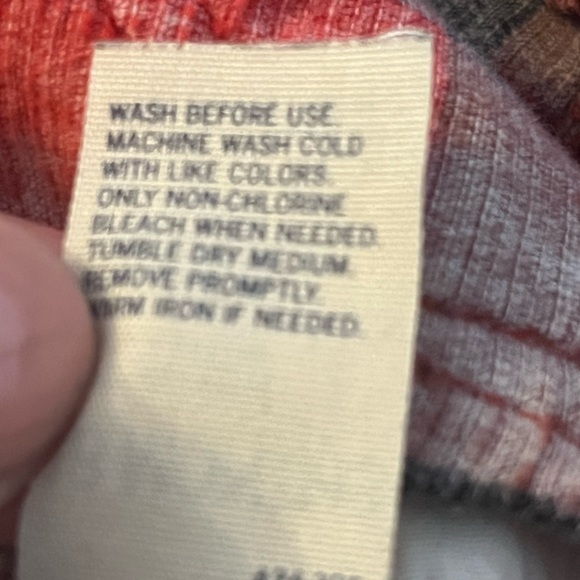 WASH BEFORE USE.
MACHINE WASH COLD
WITH LIKE COLORS.
ONLY NON-CHLORINE
BLEACH WHEN NEEDED.
TUMBLE DRY MEDIUM.
REMOVE PROMPTLY.
WARM IRON IF NEEDED.